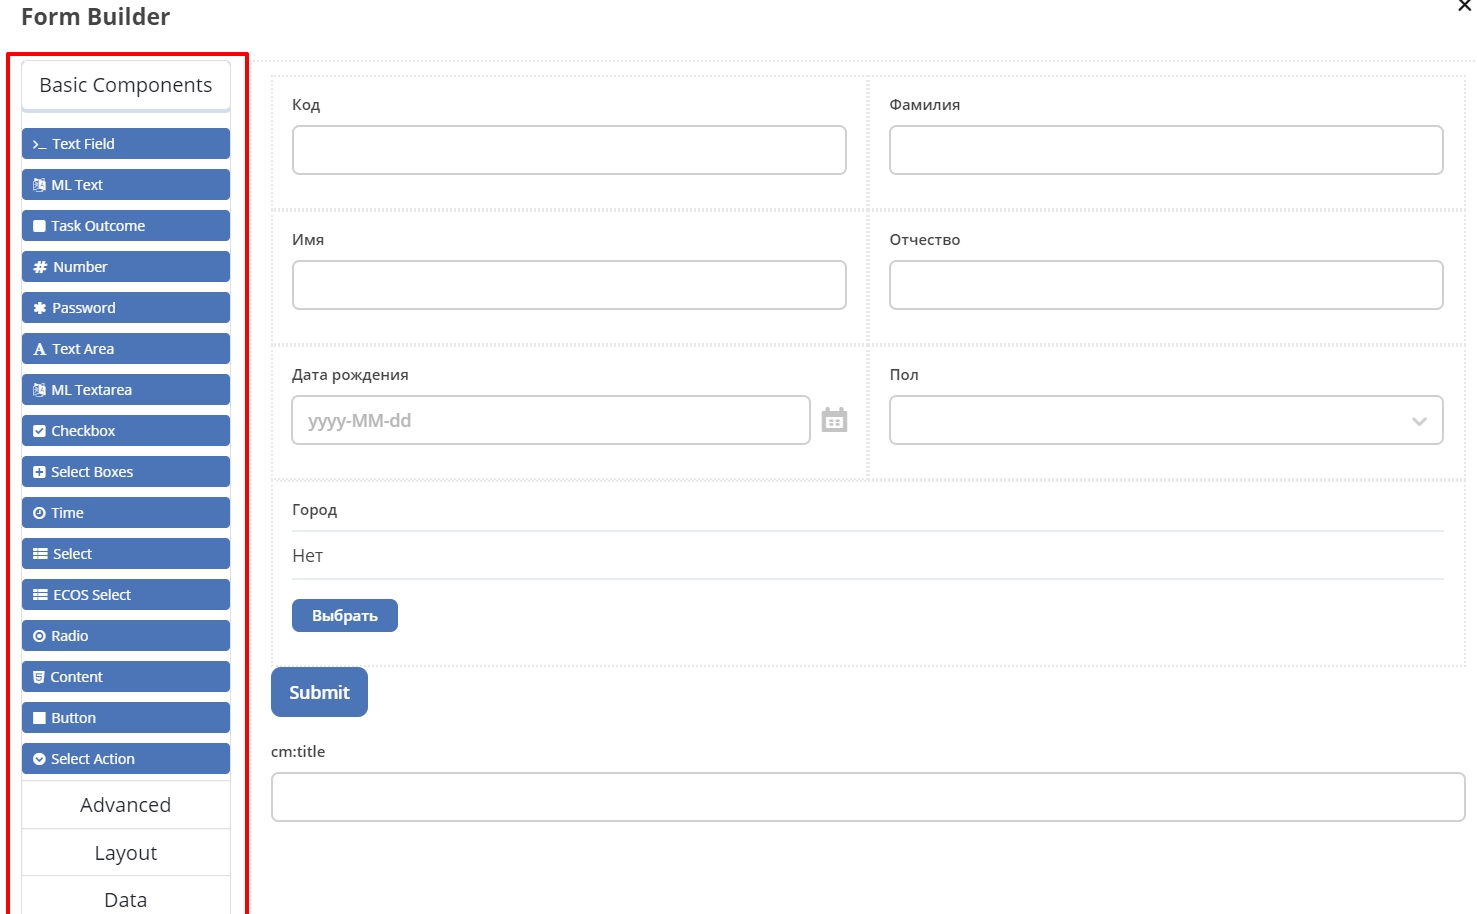 Form Builder
Basic Components
Text Field
ML Text
Task Outcome
Number
Password
Text Area
ML Textarea
Checkbox
Select Boxes
Time
Select
ECOS Select
Radio
Content
Button
Select Action
Advanced
Layout
Data
Код
Фамилия
Имя
Отчество
Дата рождения
yyyy-MM-dd
Пол
Город
Нет
Выбрать
Submit
cm:title